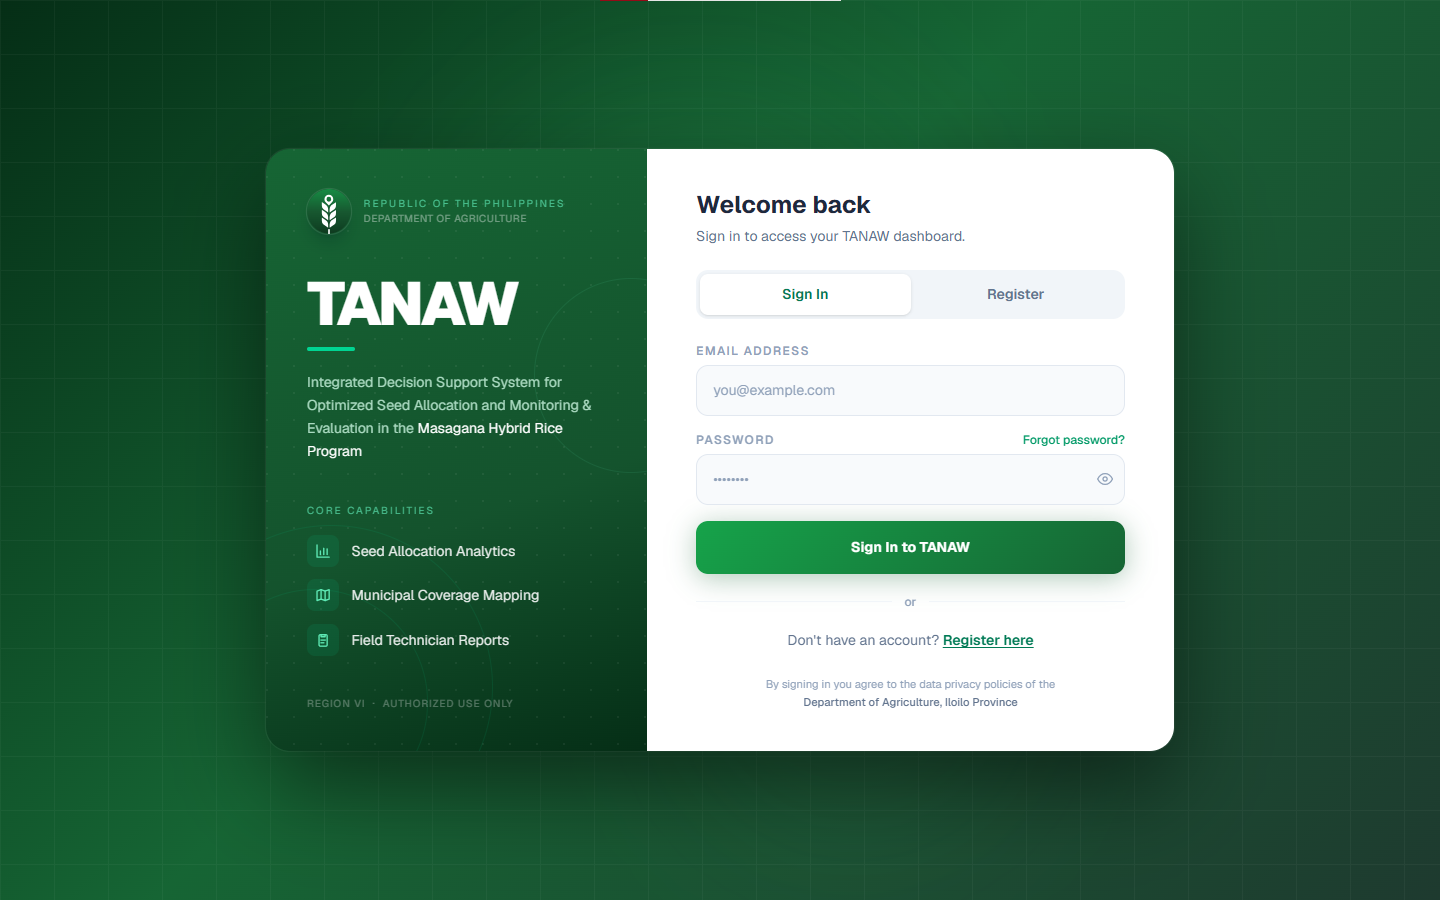 REPUBLIC OF THE PHILIPPINES
DEPARTMENT OF AGRICULTURE
TANAW
Integrated Decision Support System for
Optimized Seed Allocation and Monitoring &
Evaluation in the Masagana Hybrid Rice
Program
CORE CAPABILITIES
Seed Allocation Analytics
Municipal Coverage Mapping
Field Technician Reports
REGION VI · AUTHORIZED USE ONLY
Welcome back
Sign in to access your TANAW dashboard.
Sign In
Register
EMAIL ADDRESS
you@example.com
PASSWORD
Forgot password?
••••••••
Sign In to TANAW
or
Don't have an account? Register here
By signing in you agree to the data privacy policies of the
Department of Agriculture, Iloilo Province